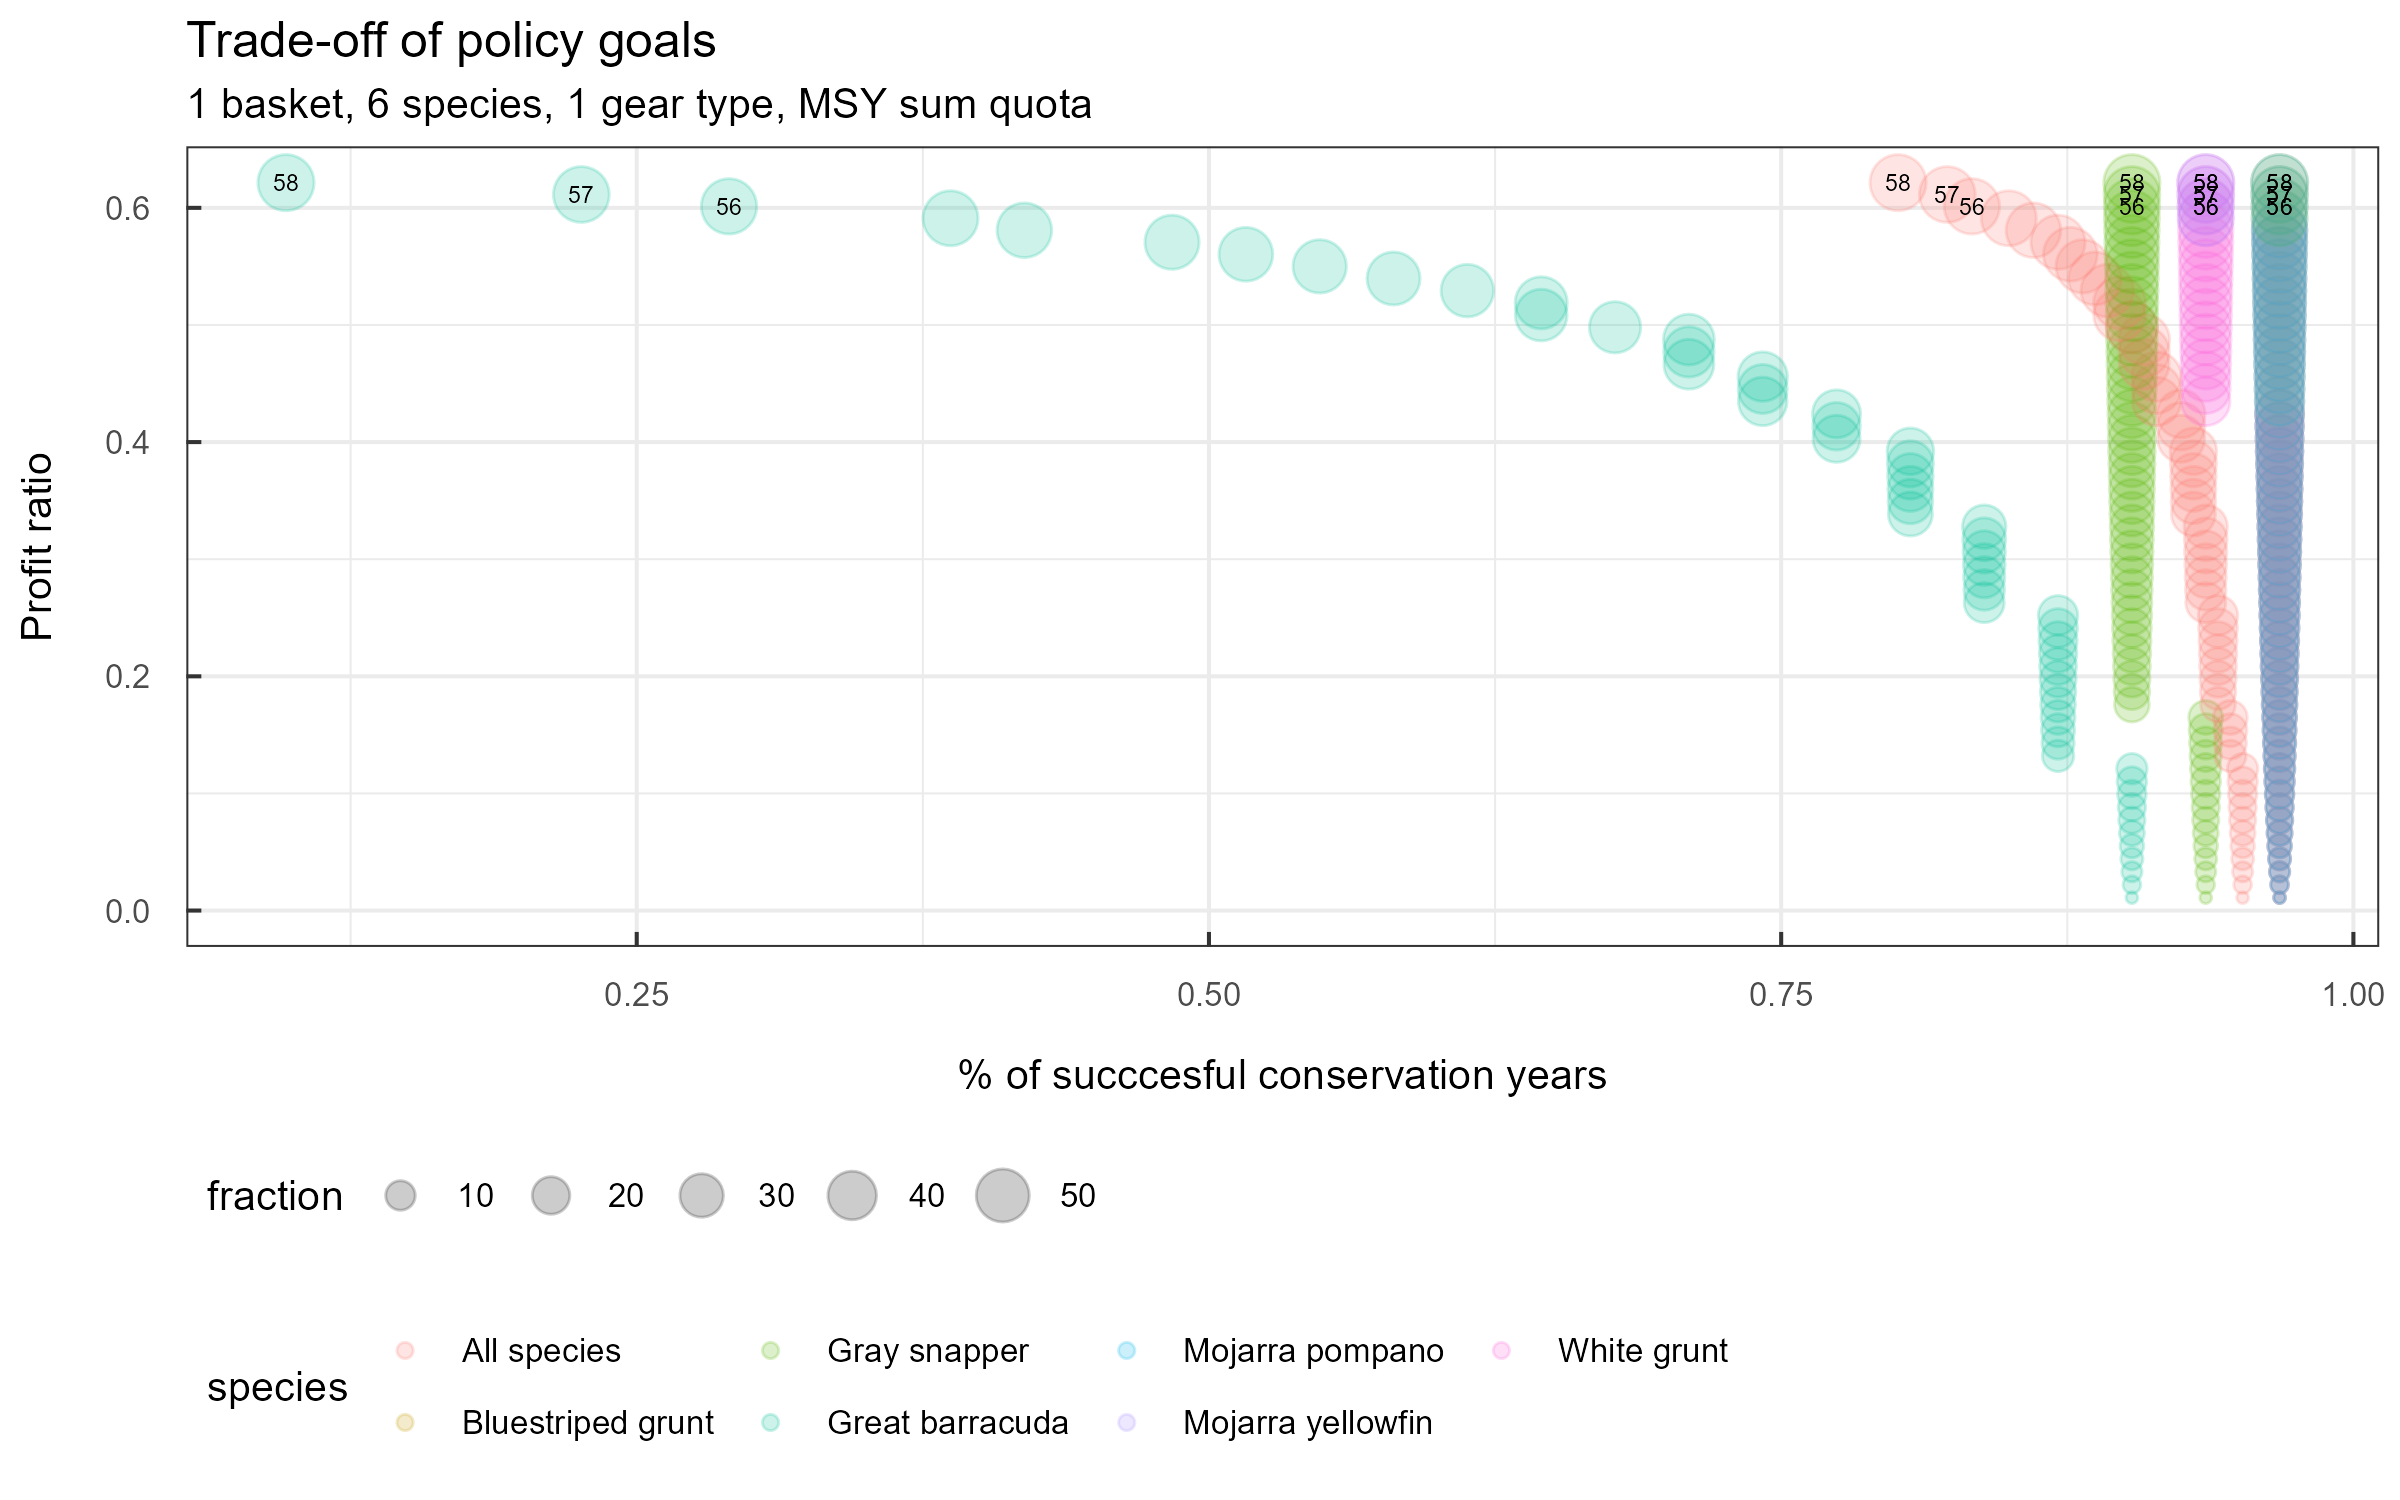 Trade-off of policy goals
1 basket, 6 species, 1 gear type, MSY sum quota
Profit ratio
0.6
0.4
0.2
0.0
58
57
56
58
57
56
58
57
56
58
57
56
58
57
56
0.25 0.50 0.75 1.00
% of succcesful conservation years
fraction 10 20 30 40 50
species
All species Gray snapper Mojarra pompano White grunt
Bluestriped grunt Great barracuda Mojarra yellowfin